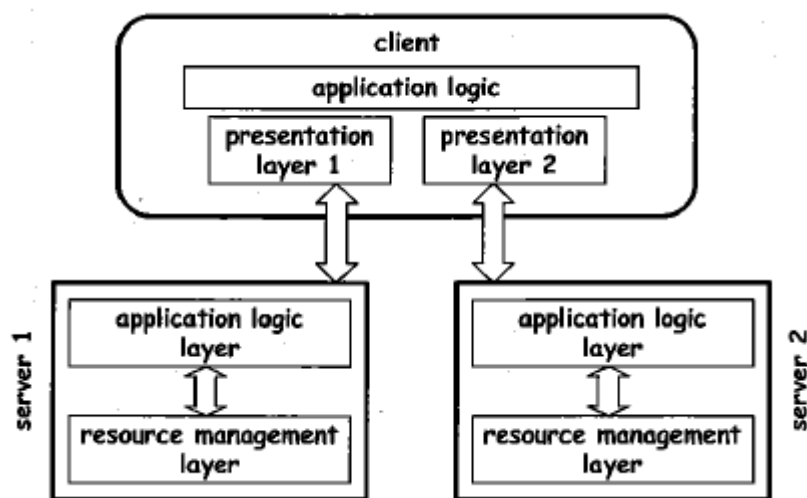 client
application logic
presentation
layer 1
presentation
layer 2
server 1
application logic
layer
resource management
layer
application logic
layer
resource management
layer
server 2